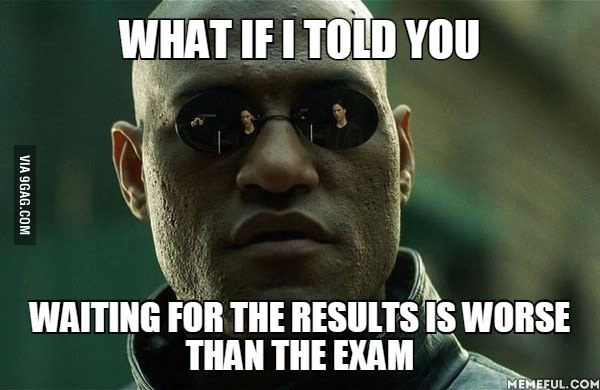 WHAT IF I TOLD YOU
VIA 9GAG.COM
WAITING FOR THE RESULTS IS WORSE
THAN THE EXAM
MEMEFUL.COM